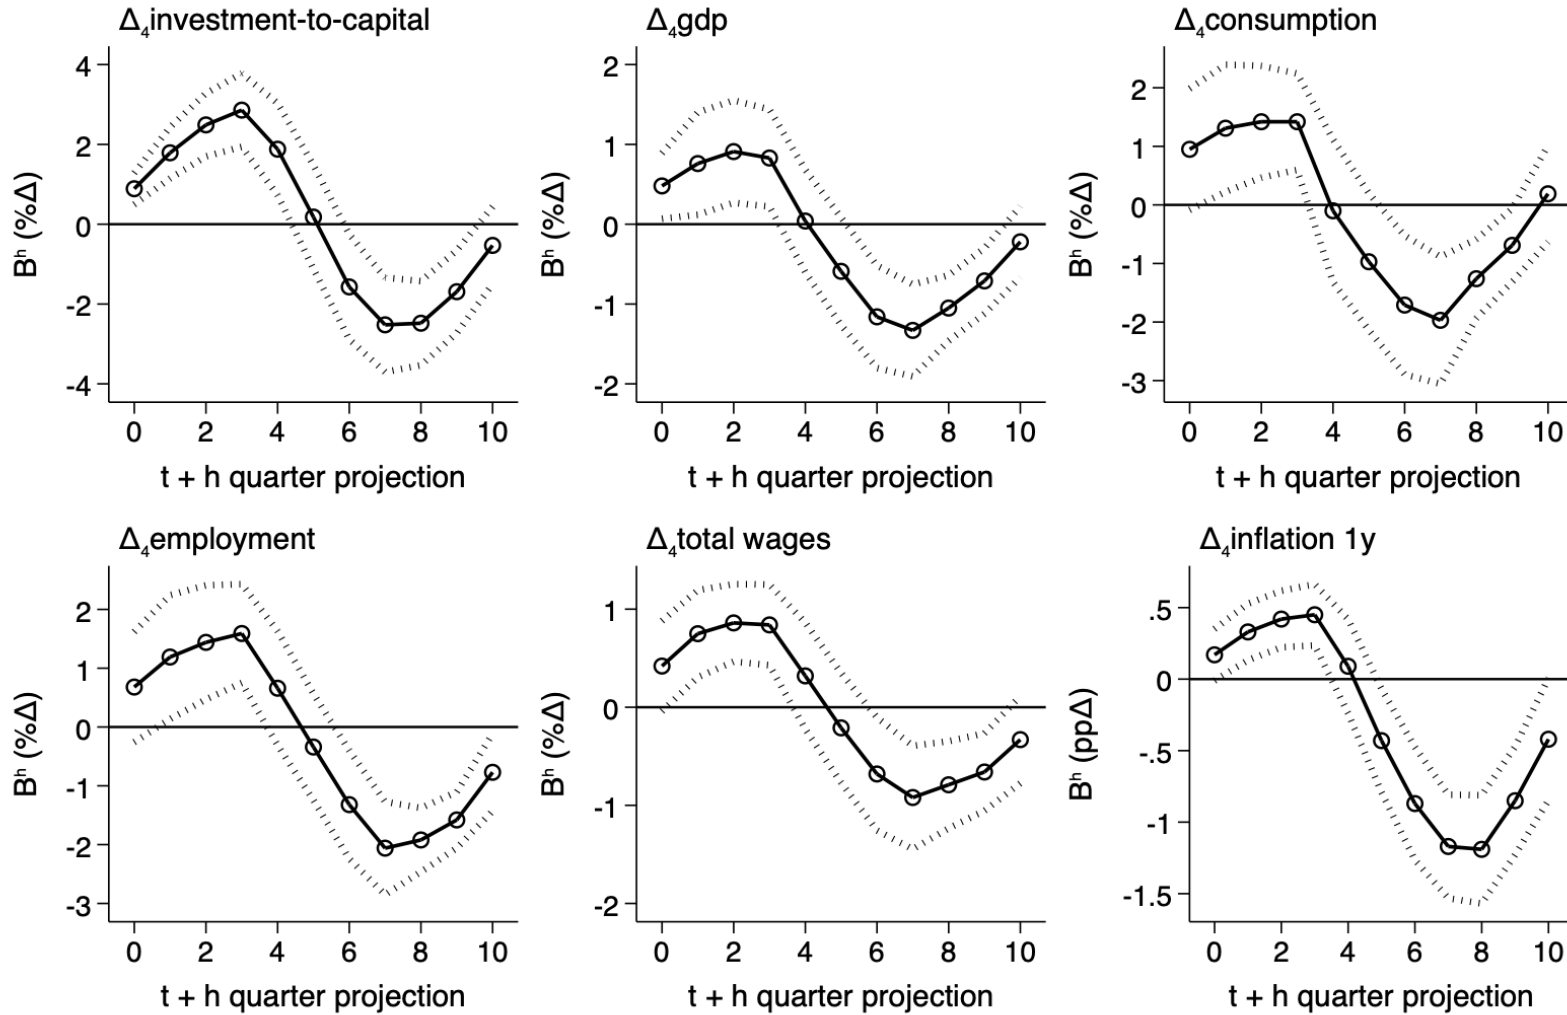 Δ₄investment-to-capital
Bʰ (%Δ)
4
2
0
-2
-4
0 2 4 6 8 10
t + h quarter projection
Δ₄gdp
Bʰ (%Δ)
2
1
0
-1
-2
0 2 4 6 8 10
t + h quarter projection
Δ₄consumption
Bʰ (%Δ)
2
1
0
-1
-2
-3
0 2 4 6 8 10
t + h quarter projection
Δ₄employment
Bʰ (%Δ)
2
1
0
-1
-2
-3
0 2 4 6 8 10
t + h quarter projection
Δ₄total wages
Bʰ (%Δ)
1
0
-1
-2
0 2 4 6 8 10
t + h quarter projection
Δ₄inflation 1y
Bʰ (ppΔ)
.5
0
-.5
-1
-1.5
0 2 4 6 8 10
t + h quarter projection